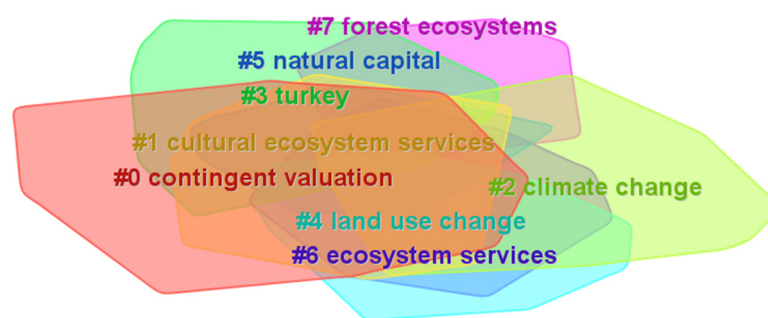 #7 forest ecosystems
#5 natural capital
#3 turkey
#1 cultural ecosystem services
#0 contingent valuation
#2 climate change
#4 land use change
#6 ecosystem services